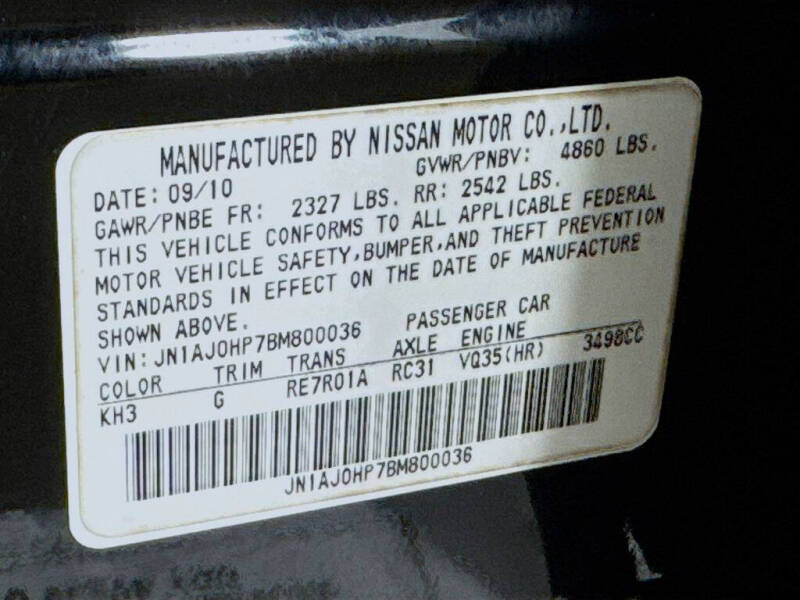 MANUFACTURED BY NISSAN MOTOR CO.,LTD.
DATE: 09/10 GVWR/PNBV: 4860 LBS.
GAWR/PNBE FR: 2327 LBS. RR: 2542 LBS.
THIS VEHICLE CONFORMS TO ALL APPLICABLE FEDERAL
MOTOR VEHICLE SAFETY,BUMPER,AND THEFT PREVENTION
STANDARDS IN EFFECT ON THE DATE OF MANUFACTURE
SHOWN ABOVE.
VIN: JN1AJ0HP7BM800036 PASSENGER CAR
COLOR TRIM TRANS AXLE ENGINE
KH3 G RE7R01A RC31 VQ35(HR) 3498CC
JN1AJ0HP7BM800036